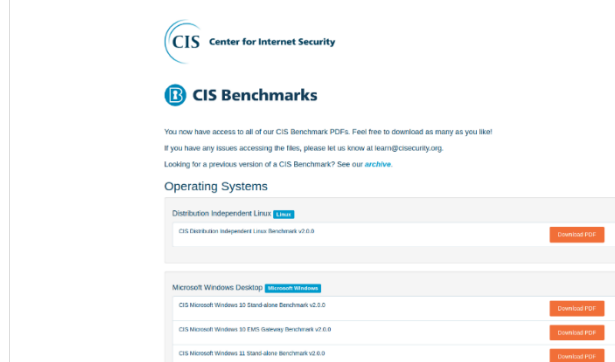 CIS Center for Internet Security
CIS Benchmarks
You now have access to all of our CIS Benchmark PDFs. Feel free to download as many as you like!
If you have any issues accessing the files, please let us know at learn@cisecurity.org.
Looking for a previous version of a CIS Benchmark? See our archive.
Operating Systems
Distribution Independent Linux Linux
CIS Distribution Independent Linux Benchmark v2.0.0 Download PDF
Microsoft Windows Desktop Microsoft Windows
CIS Microsoft Windows 10 Stand-alone Benchmark v2.0.0 Download PDF
CIS Microsoft Windows 10 EMS Gateway Benchmark v2.0.0 Download PDF
CIS Microsoft Windows 11 Stand-alone Benchmark v2.0.0 Download PDF